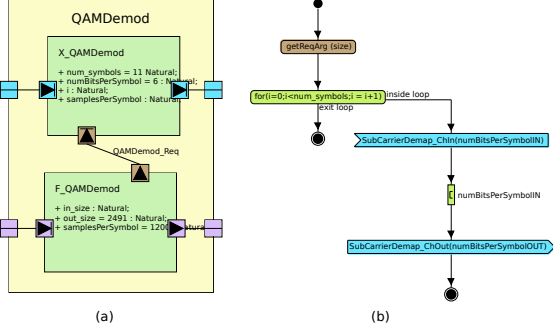 QAMDemod
X_QAMDemod
+ num_symbols = 11 Natural;
+ numBitsPerSymbol = 6 : Natural;
+ i : Natural;
+ samplesPerSymbol : Natural
QAMDemod_Req
F_QAMDemod
+ in_size : Natural;
+ out_size = 2491 : Natural;
+ samplesPerSymbol = 1200
(a)
getReqArg (size)
for(i=0;i<num_symbols;i = i+1)
inside loop
exit loop
SubCarrierDemap_ChIn(numBitsPerSymbolIN)
numBitsPerSymbolIN
SubCarrierDemap_ChOut(numBitsPerSymbolOUT)
(b)